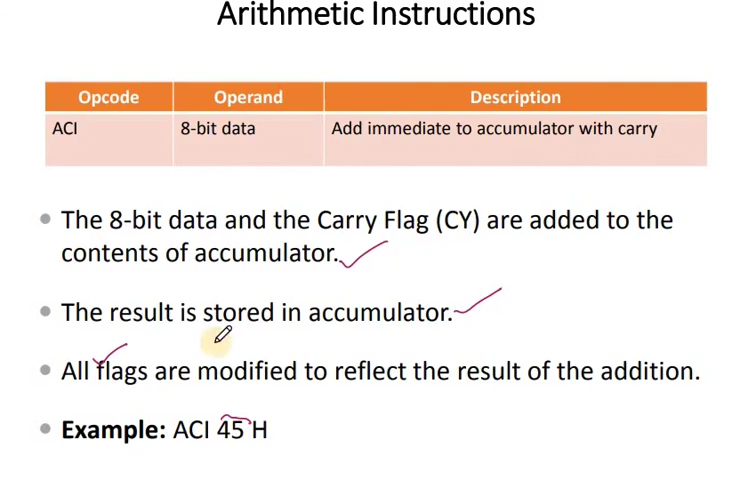 Arithmetic Instructions
Opcode Operand Description
ACI 8-bit data Add immediate to accumulator with carry
• The 8-bit data and the Carry Flag (CY) are added to the
contents of accumulator.
• The result is stored in accumulator.
• All flags are modified to reflect the result of the addition.
• Example: ACI 45 H